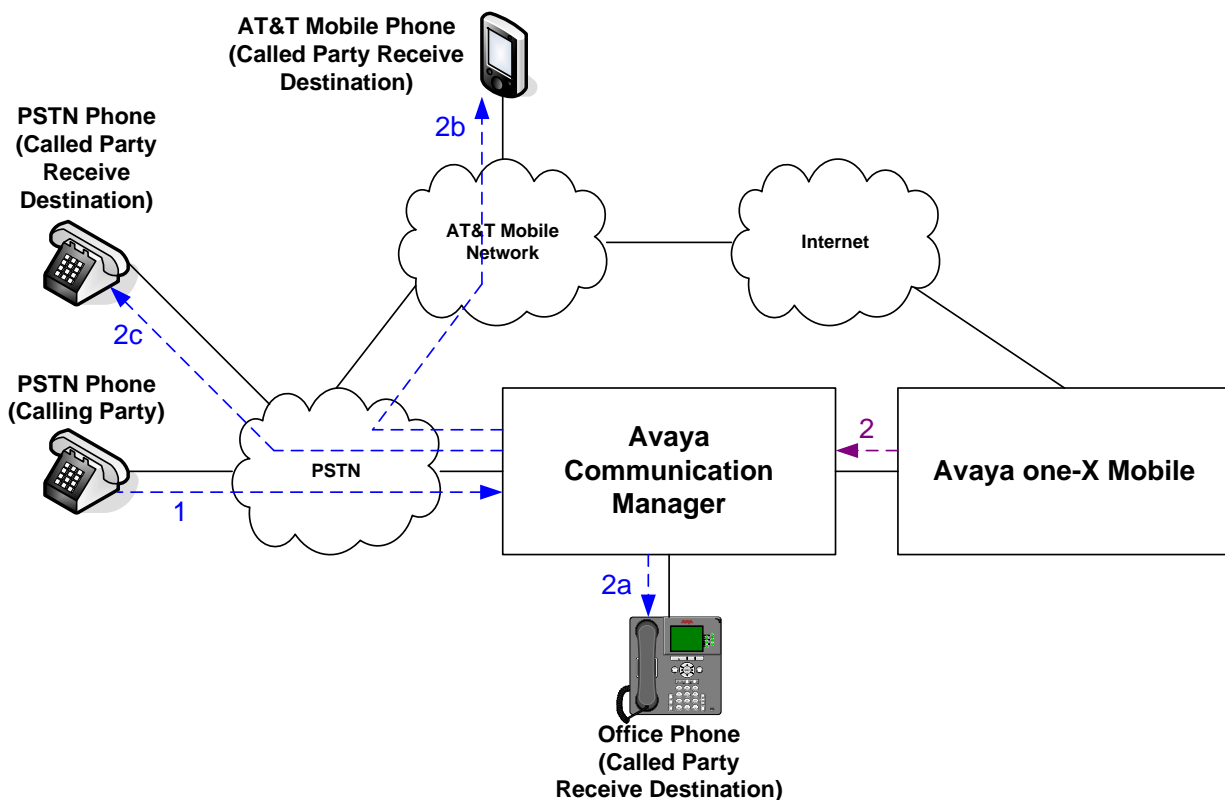 AT&T Mobile Phone
(Called Party Receive
Destination)
2b
PSTN Phone
(Called Party
Receive
Destination)
AT&T Mobile
Network
Internet
2c
PSTN Phone
(Calling Party)
PSTN
1
Avaya
Communication
Manager
2
Avaya one-X Mobile
2a
AVAYA
Office Phone
(Called Party
Receive Destination)